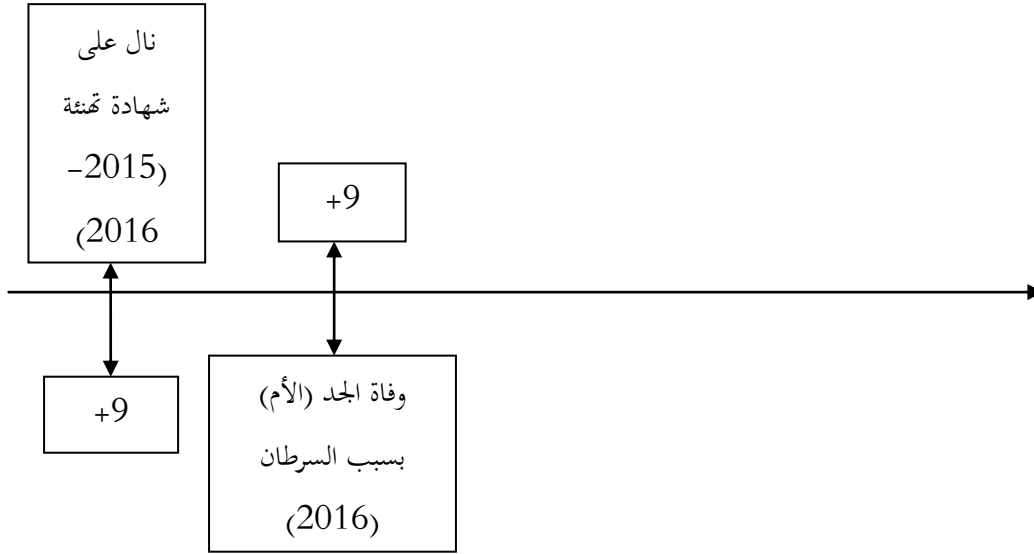 نال على
شهادة تهنئة
(2015-
2016)
+9
+9
وفاة الجد (الأم)
بسبب السرطان
(2016)